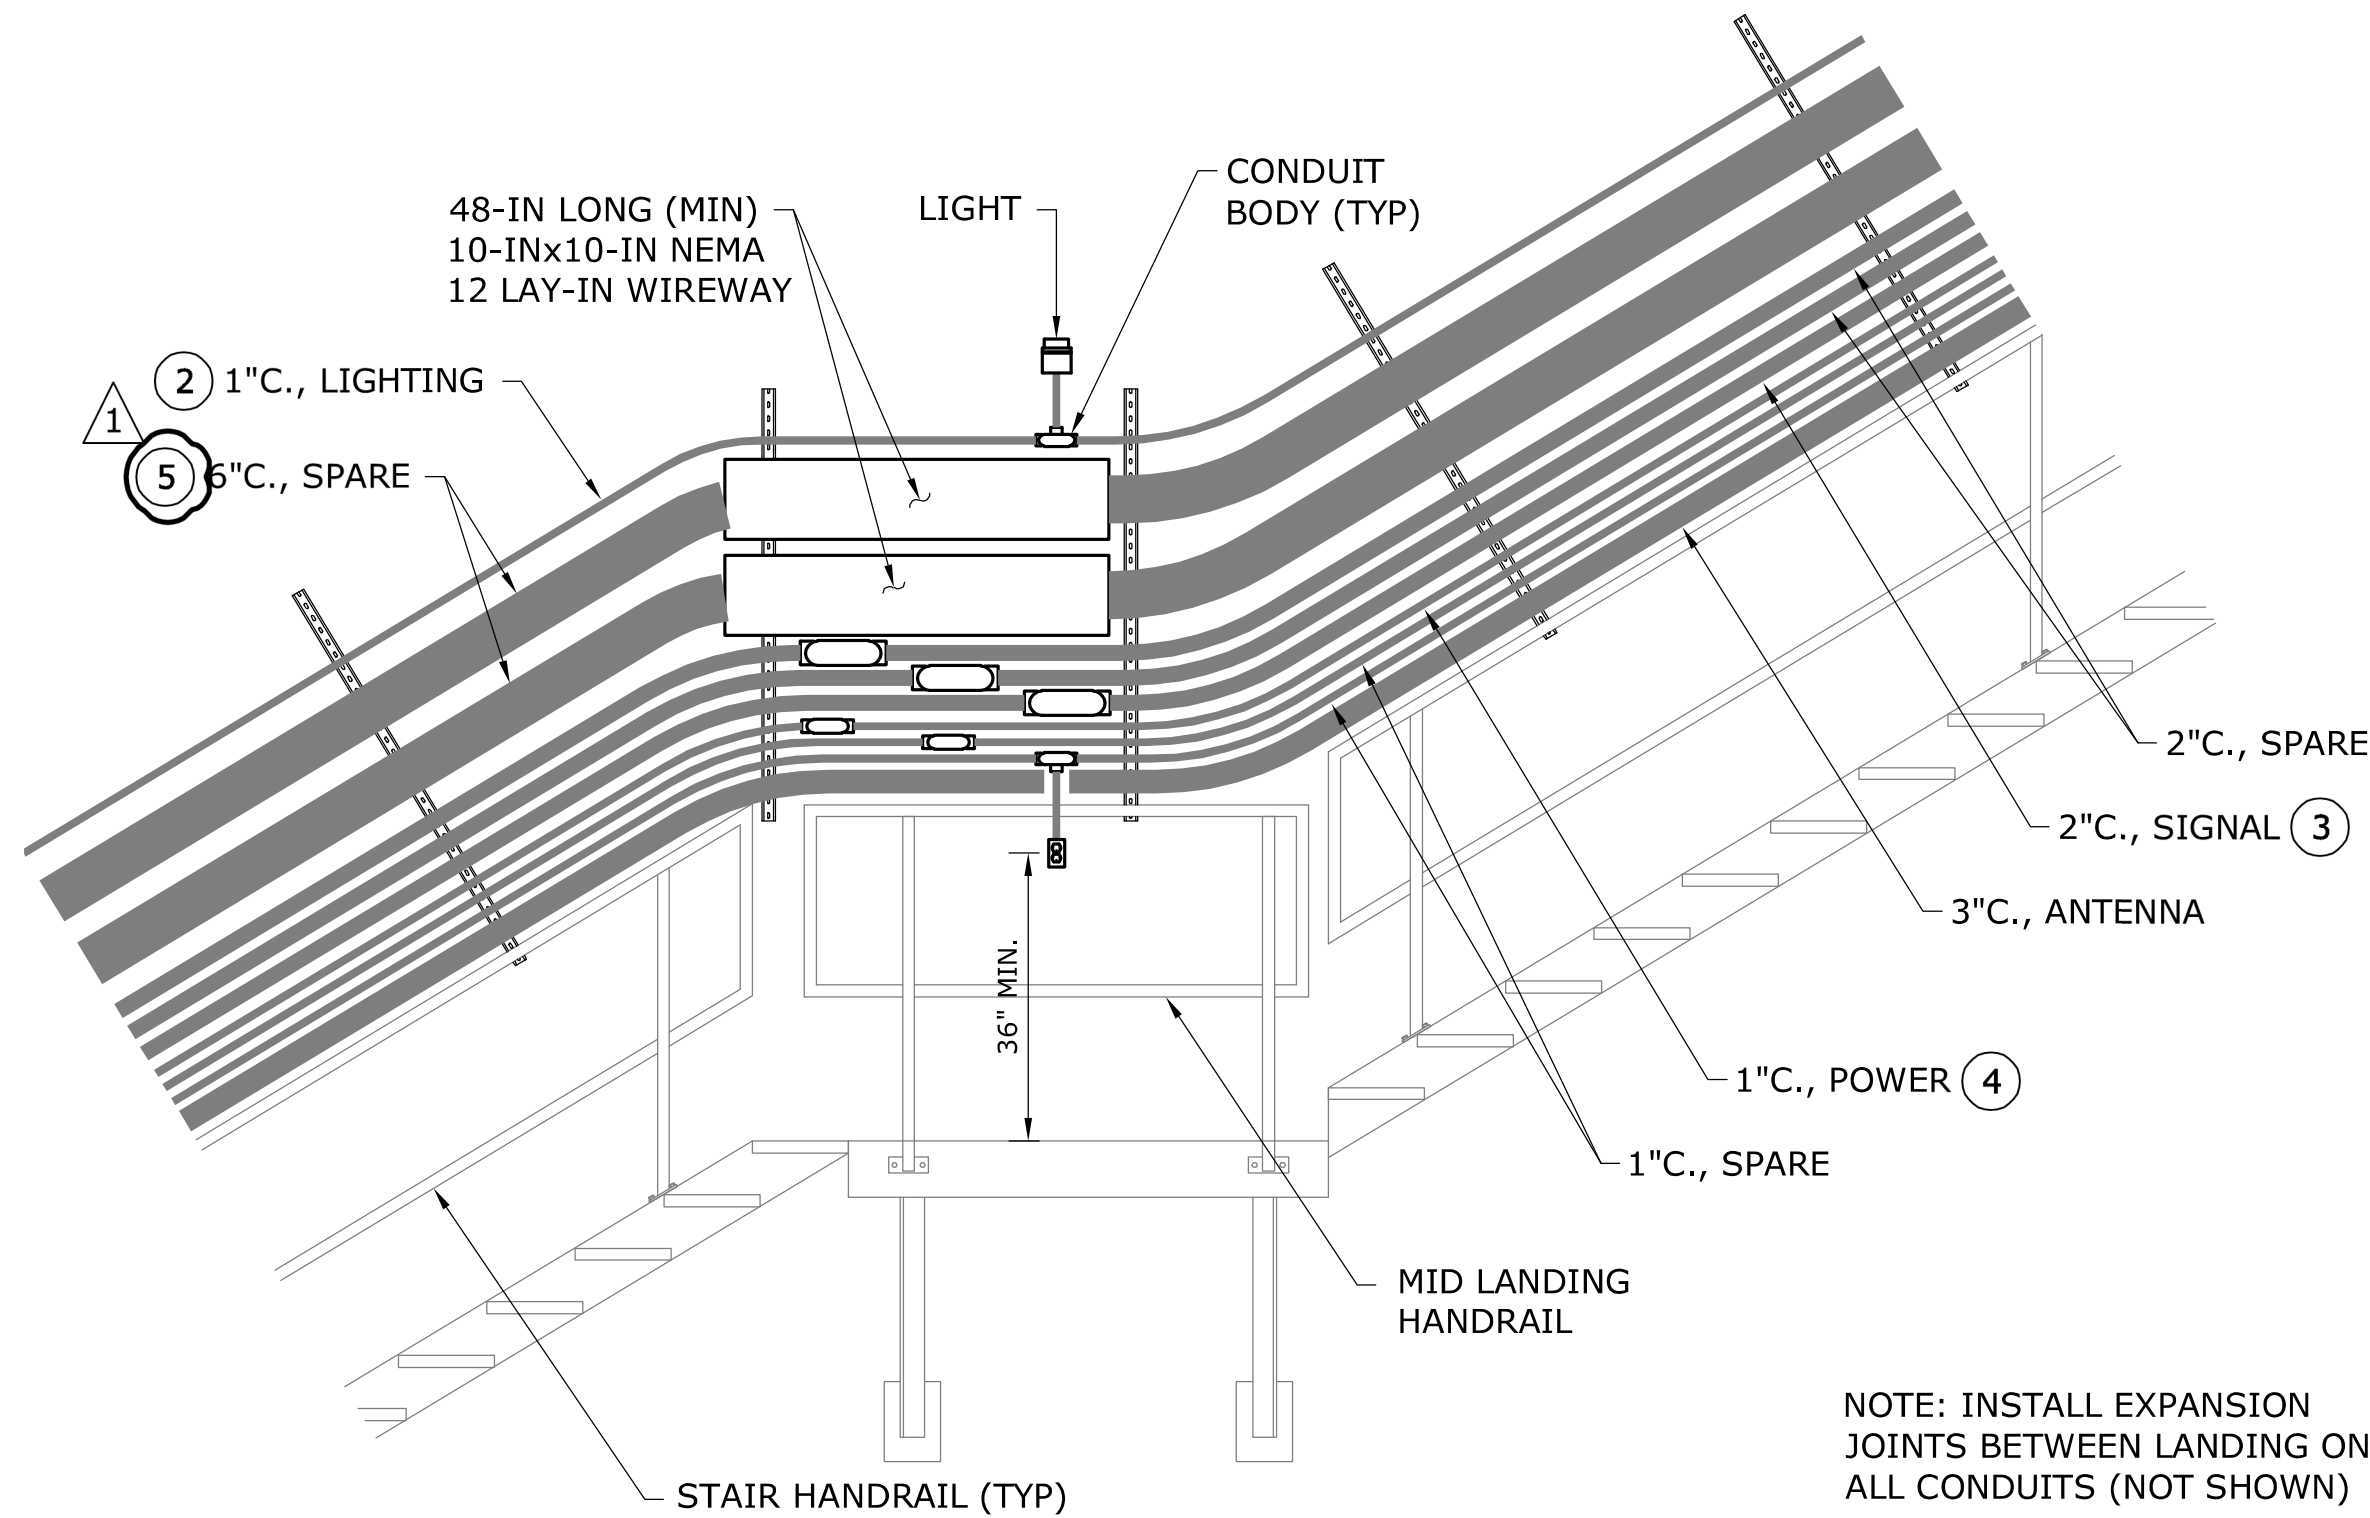 48-IN LONG (MIN)
10-INx10-IN NEMA
12 LAY-IN WIREWAY
LIGHT
CONDUIT
BODY (TYP)
2 1"C., LIGHTING
1
5 6"C., SPARE
2"C., SPARE
2"C., SIGNAL 3
3"C., ANTENNA
36" MIN.
1"C., POWER 4
1"C., SPARE
MID LANDING
HANDRAIL
STAIR HANDRAIL (TYP)
NOTE: INSTALL EXPANSION
JOINTS BETWEEN LANDING ON
ALL CONDUITS (NOT SHOWN)